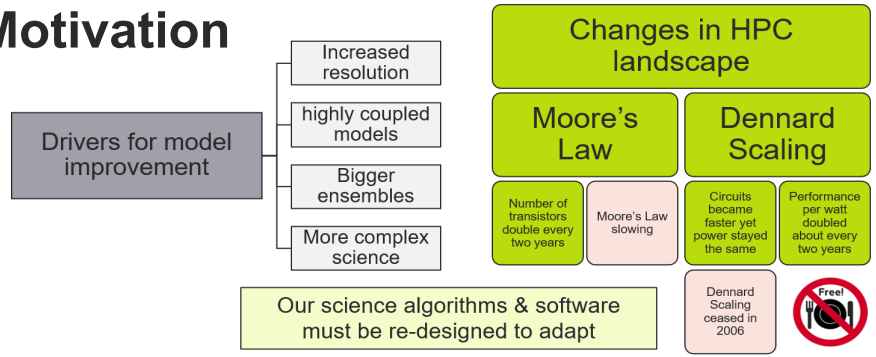 Motivation
Drivers for model
improvement
Increased
resolution
highly coupled
models
Bigger
ensembles
More complex
science
Our science algorithms & software
must be re-designed to adapt
Changes in HPC
landscape
Moore's
Law
Dennard
Scaling
Number of
transistors
double every
two years
Moore's Law
slowing
Circuits
became
faster yet
power stayed
the same
Performance
per watt
doubled
about every
two years
Dennard
Scaling
ceased in
2006
Free!